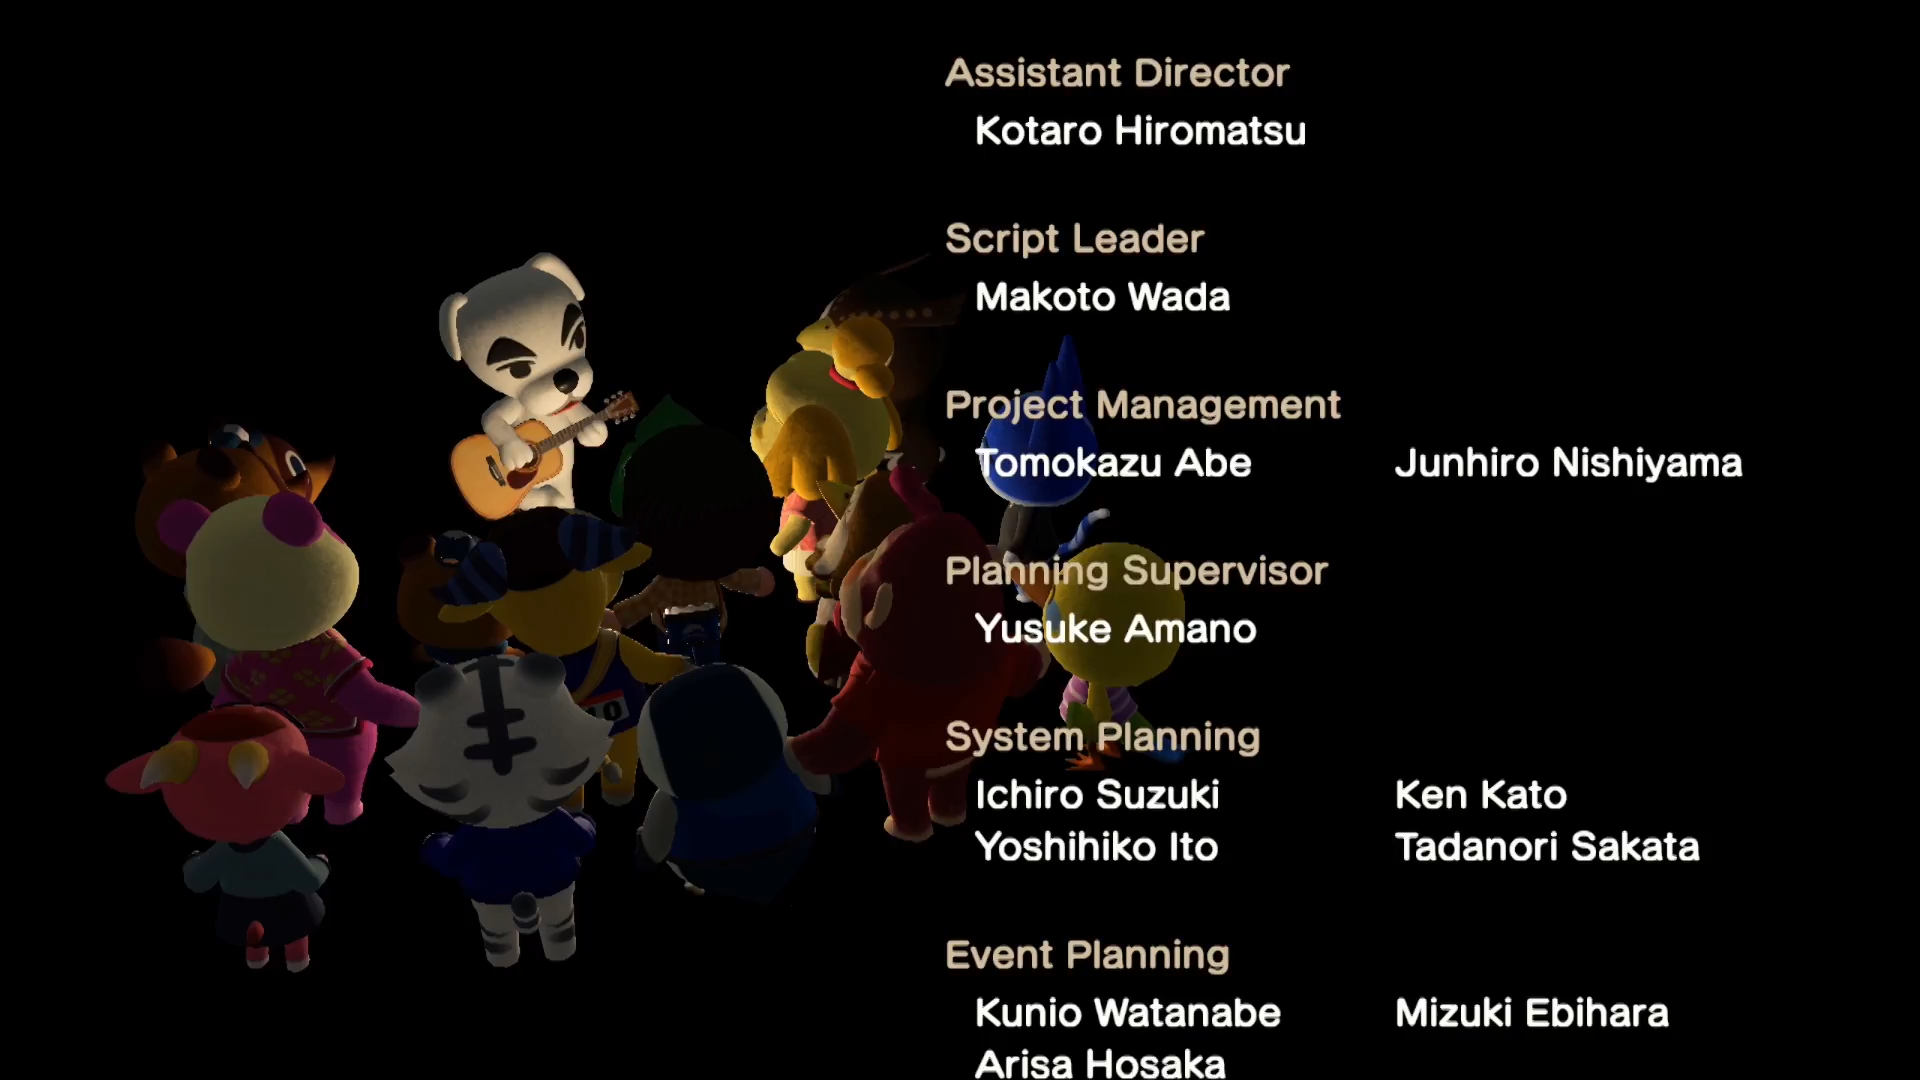 Assistant Director
Kotaro Hiromatsu
Script Leader
Makoto Wada
Project Management
Tomokazu Abe Junhiro Nishiyama
Planning Supervisor
Yusuke Amano
System Planning
Ichiro Suzuki Ken Kato
Yoshihiko Ito Tadanori Sakata
Event Planning
Kunio Watanabe Mizuki Ebihara
Arisa Hosaka